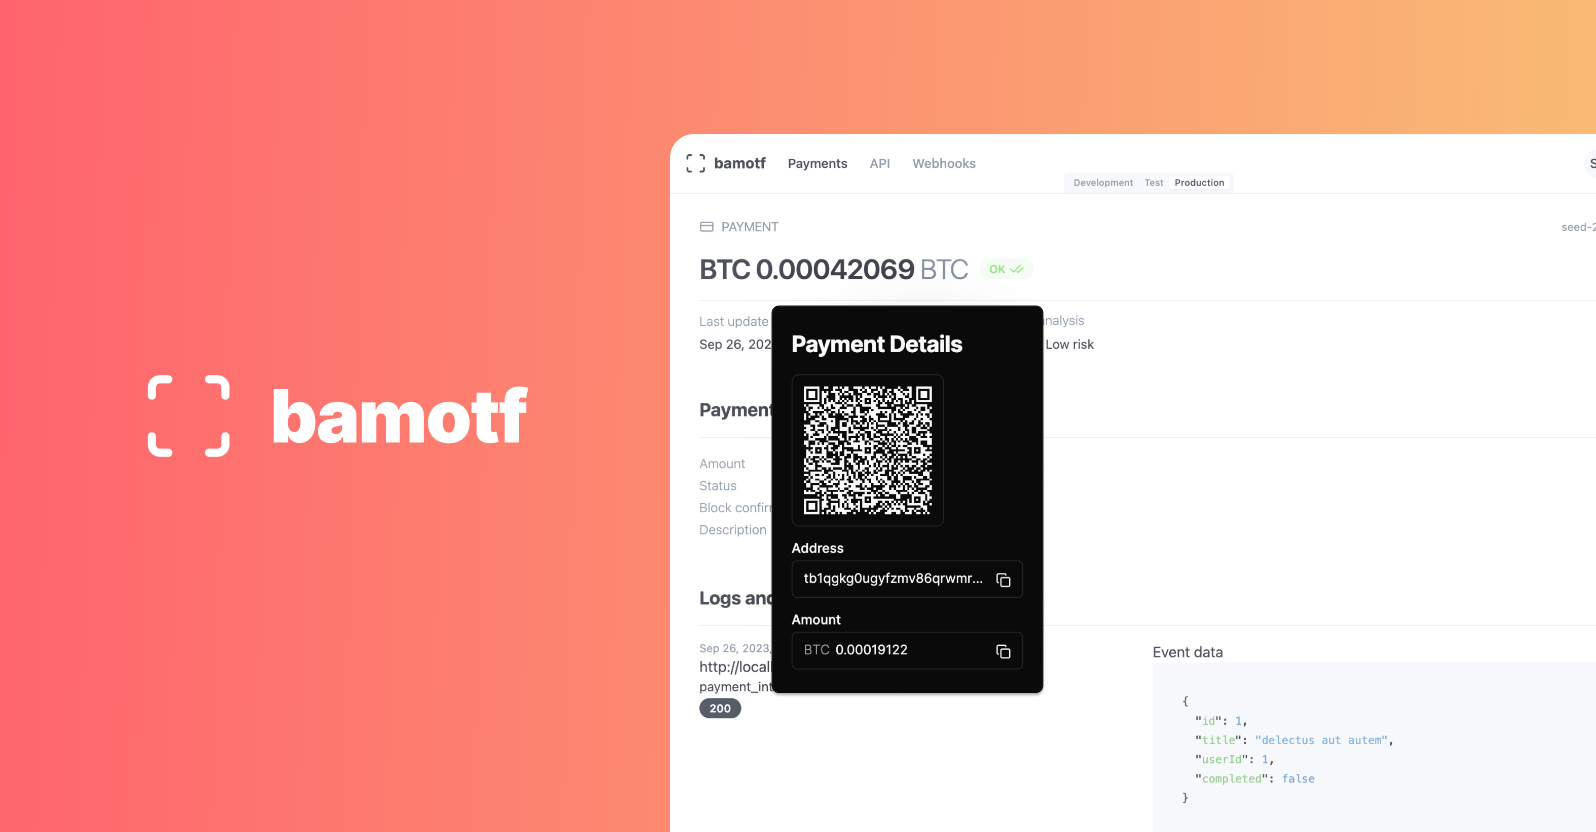 bamotf
bamotf Payments API Webhooks
Development Test Production
PAYMENT
seed-2
BTC 0.00042069 BTC OK
Last update
analysis
Sep 26, 202
Low risk
Payment
Amount
Status
Block confir
Description
Logs and
Sep 26, 2023,
http://local
payment_int
200
Payment Details
Address
tb1qgkg0ugyfzmv86qrwmr...
Amount
BTC 0.00019122
Event data
{
"id": 1,
"title": "delectus aut autem",
"userId": 1,
"completed": false
}